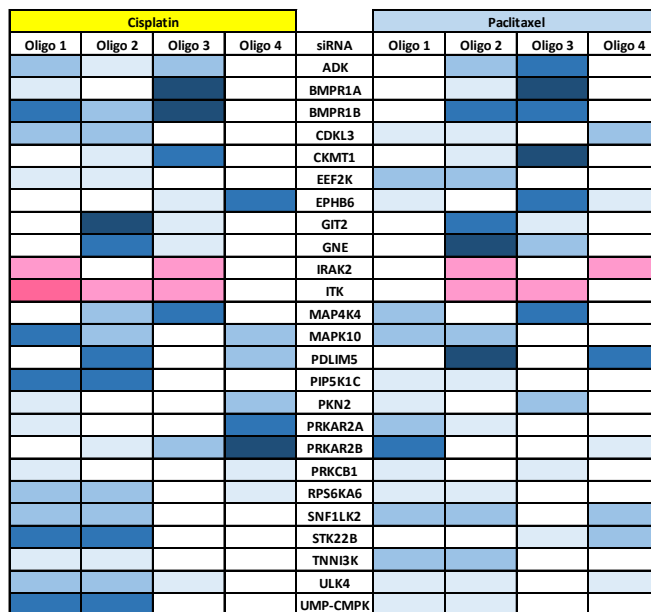 Cisplatin Paclitaxel
Oligo 1 Oligo 2 Oligo 3 Oligo 4 siRNA Oligo 1 Oligo 2 Oligo 3 Oligo 4
ADK
BMPR1A
BMPR1B
CDKL3
CKMT1
EEF2K
EPHB6
GIT2
GNE
IRAK2
ITK
MAP4K4
MAPK10
PDLIM5
PIP5K1C
PKN2
PRKAR2A
PRKAR2B
PRKCB1
RPS6KA6
SNF1LK2
STK22B
TNNI3K
ULK4
UMP-CMPK